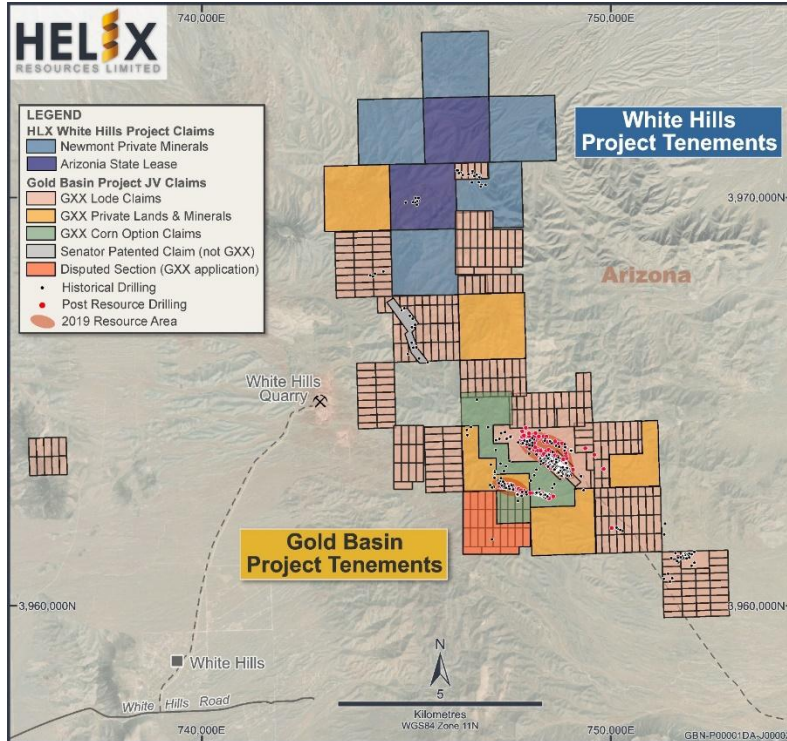 740,000E
750,000E
HELIX
RESOURCES LIMITED
LEGEND
HLX White Hills Project Claims
Newmont Private Minerals
Arizonia State Lease
Gold Basin Project JV Claims
GXX Lode Claims
GXX Private Lands & Minerals
GXX Corn Option Claims
Senator Patented Claim (not GXX)
Disputed Section (GXX application)
Historical Drilling
Post Resource Drilling
2019 Resource Area
White Hills
Project Tenements
3,970,000N
Arizona
White Hills
Quarry
Gold Basin
Project Tenements
3,960,000N
3,960,000N
White Hills
White Hills Road
N
5
Kilometres
WGS84 Zone 11N
740,000E
750,000E